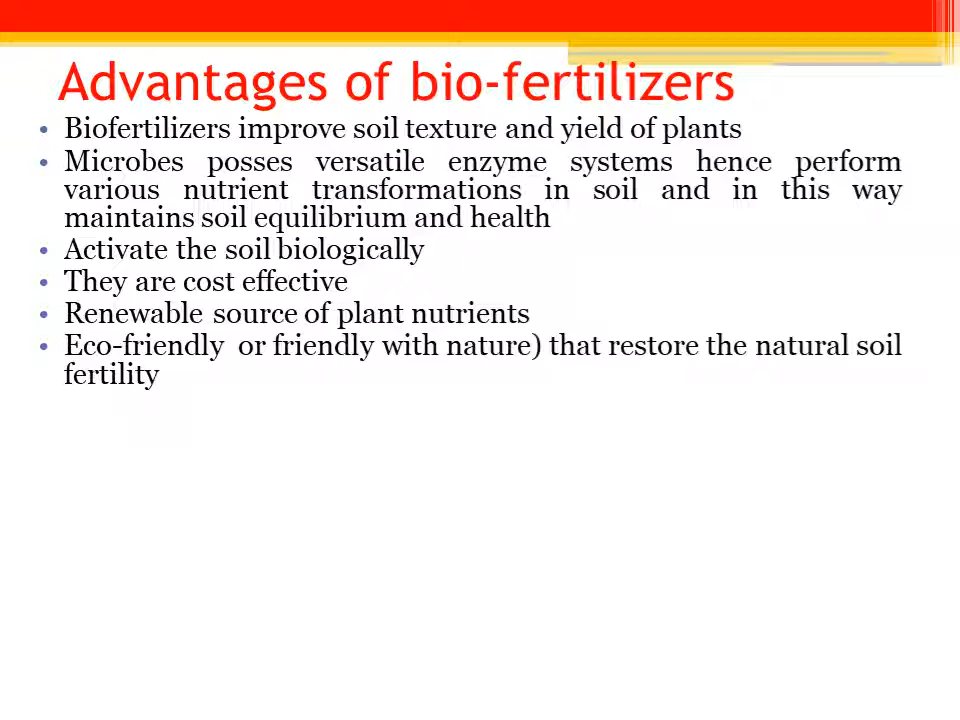 Advantages of bio-fertilizers
• Biofertilizers improve soil texture and yield of plants
• Microbes posses versatile enzyme systems hence perform
various nutrient transformations in soil and in this way
maintains soil equilibrium and health
• Activate the soil biologically
• They are cost effective
• Renewable source of plant nutrients
• Eco-friendly or friendly with nature) that restore the natural soil
fertility